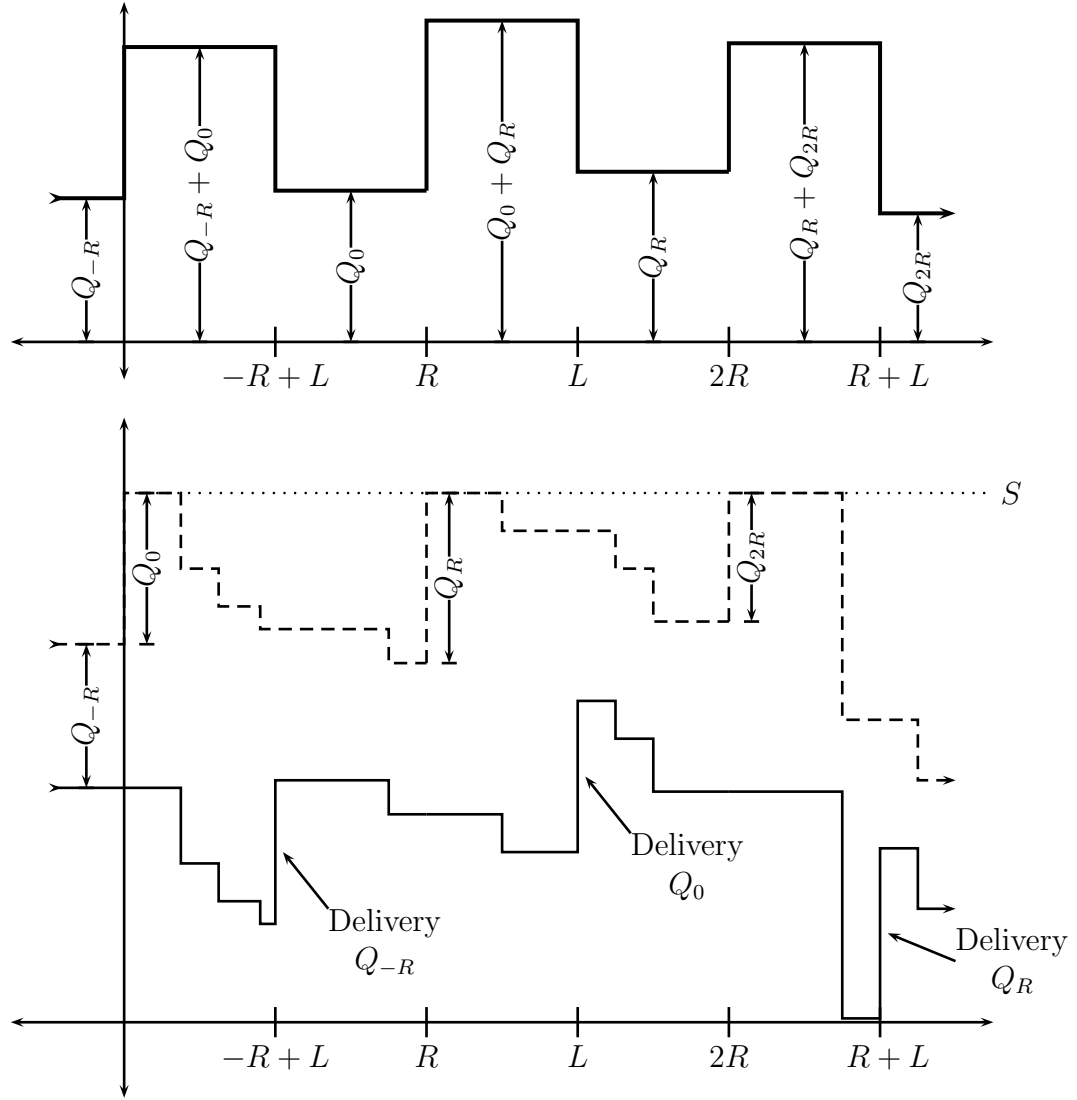 Q_{-R}
Q_{-R} + Q_0
Q_0
Q_0 + Q_R
Q_R
Q_R + Q_{2R}
Q_{2R}
−R + L
R
L
2R
R + L
S
Q_0
Q_R
Q_{2R}
Q_{-R}
Delivery
Q_0
Delivery
Q_{-R}
Delivery
Q_R
−R + L
R
L
2R
R + L